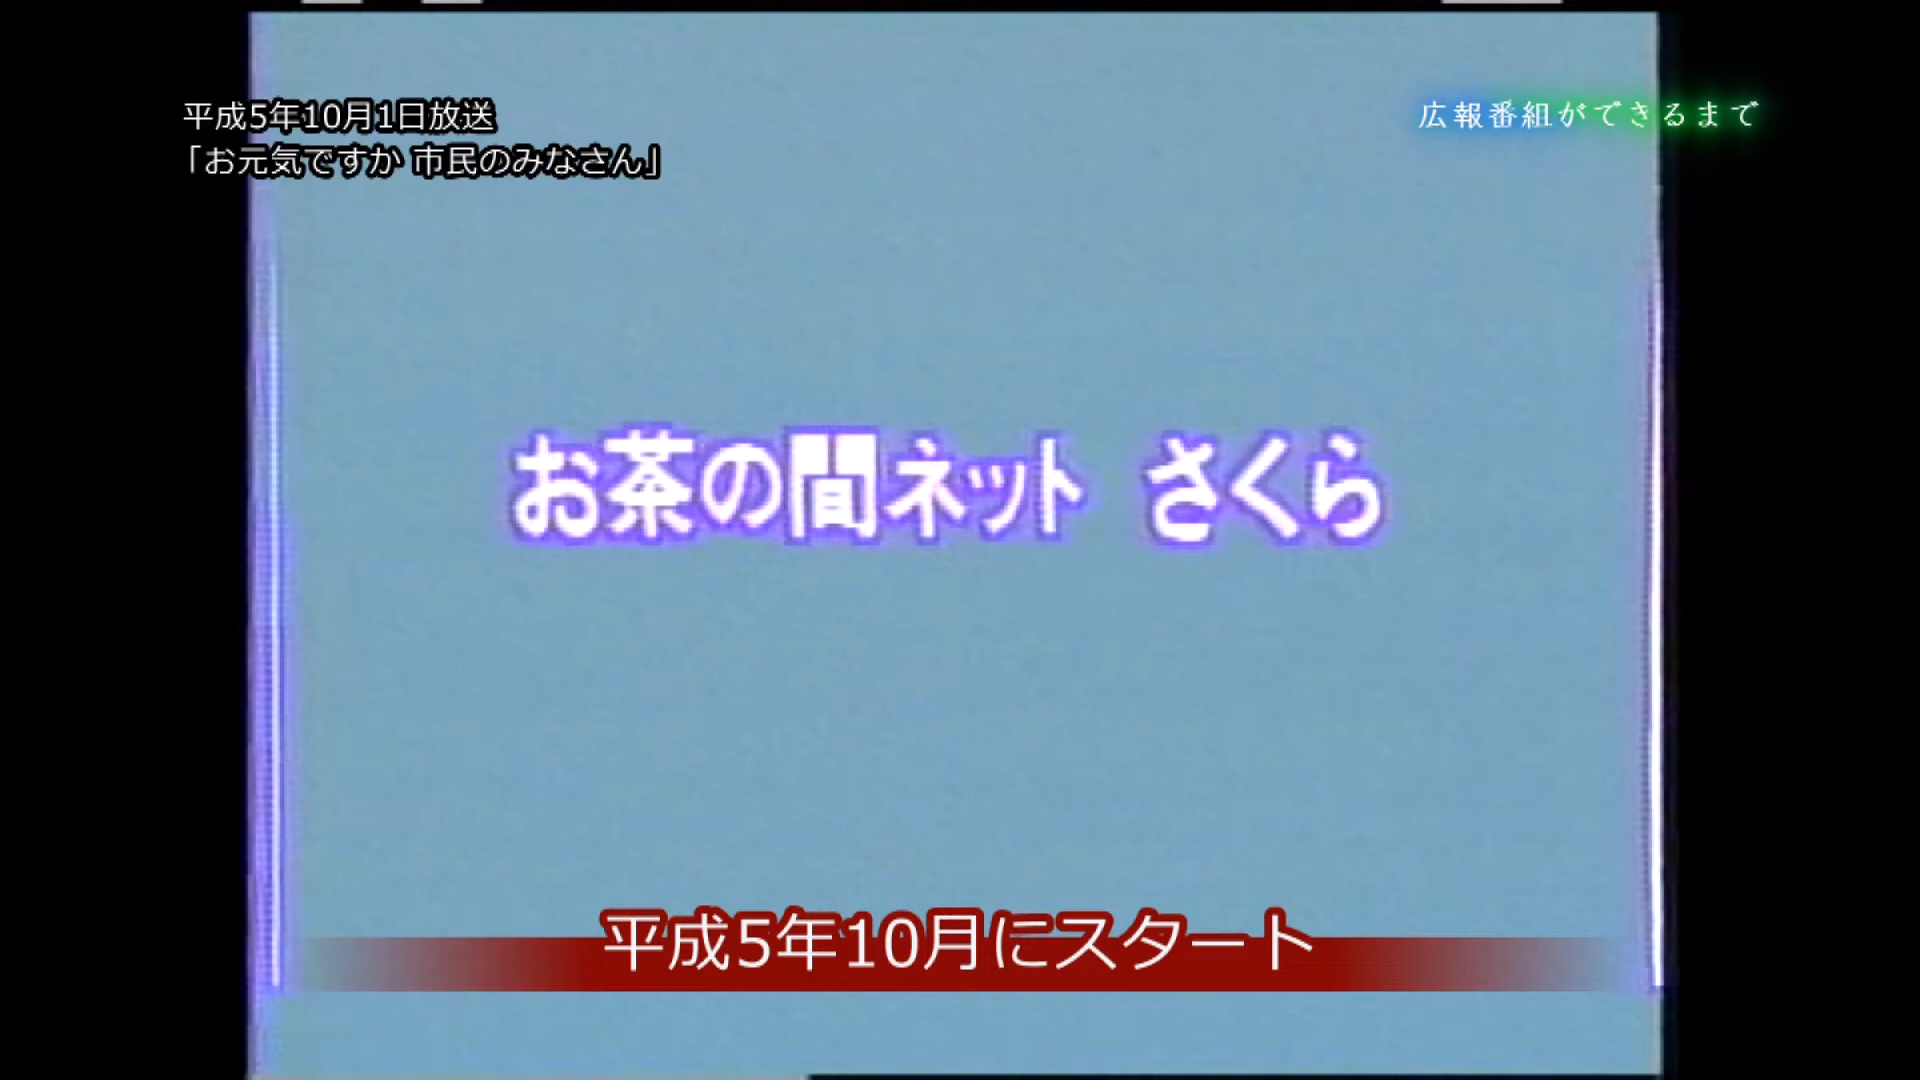 平成5年10月1日放送
「お元気ですか 市民のみなさん」
広報番組ができるまで
お茶の間ネット さくら
平成5年10月にスタート